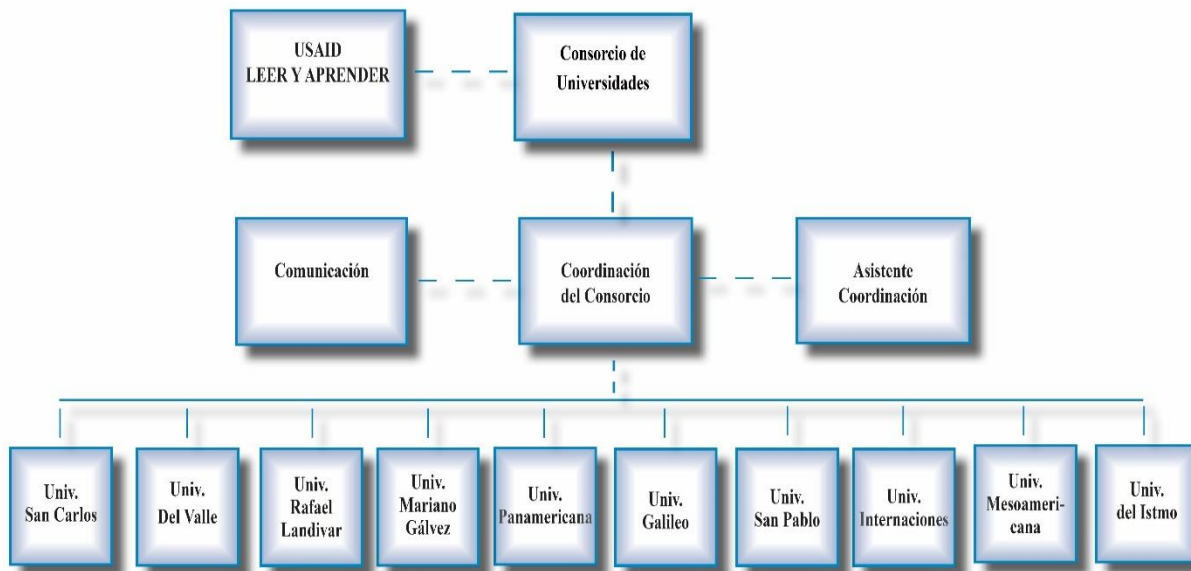 USAID
LEER Y APRENDER
Consorcio de
Universidades
Comunicación
Coordinación
del Consorcio
Asistente
Coordinación
Univ.
San Carlos
Univ.
Del Valle
Univ.
Rafael
Landivar
Univ.
Mariano
Gálvez
Univ.
Panamericana
Univ.
Galileo
Univ.
San Pablo
Univ.
Internaciones
Univ.
Mesoameri-
cana
Univ.
del Istmo